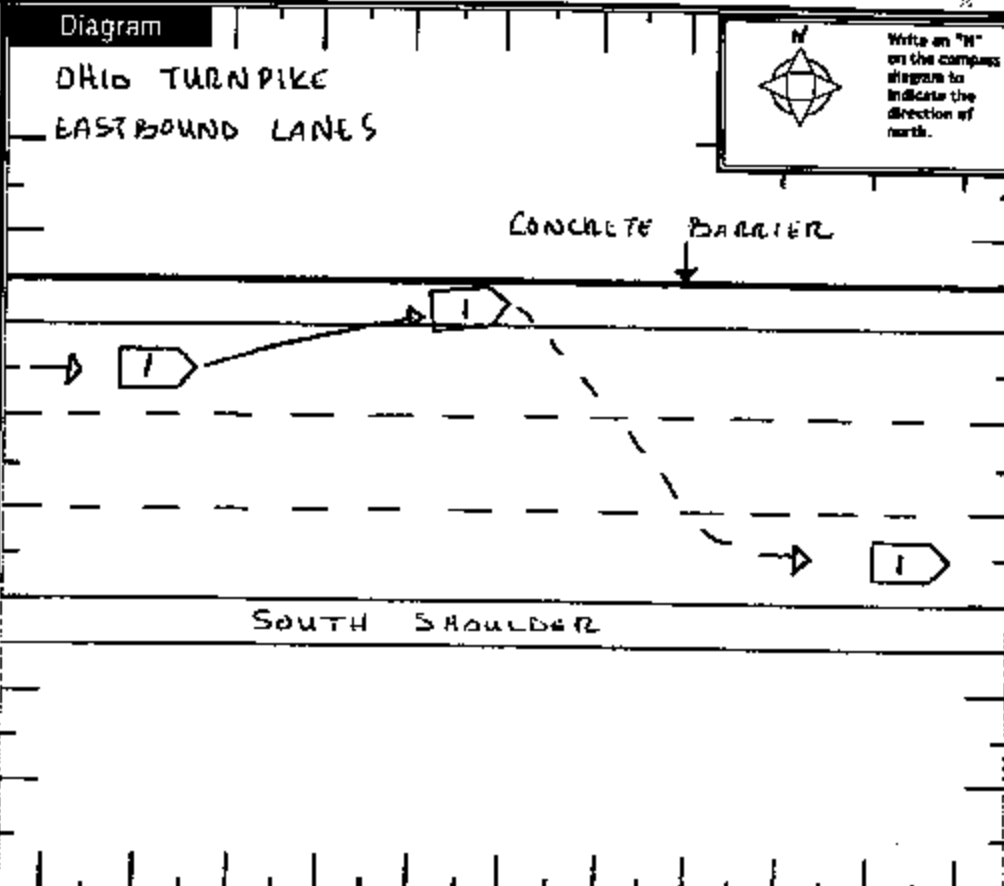 Diagram
OHIO TURNPIKE
EASTBOUND LANES
N
Write an "N"
on the compass
diagram to
indicate the
direction of
north.
CONCRETE BARRIER
1
1
1
SOUTH SHOULDER